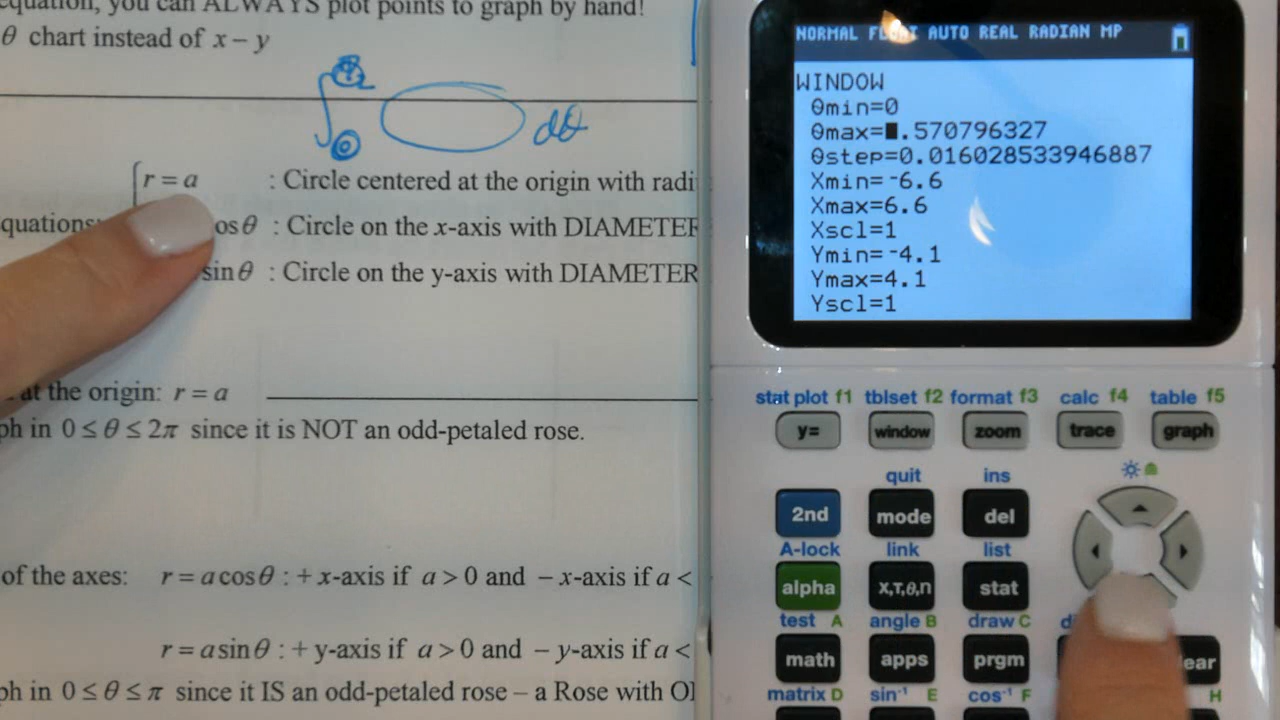 equation, you can ALWAYS plot points to graph by hand!
θ chart instead of x – y
dθ
r = a : Circle centered at the origin with radi
quations: osθ : Circle on the x-axis with DIAMETER
sinθ : Circle on the y-axis with DIAMETER
at the origin: r = a
ph in 0 ≤ θ ≤ 2π since it is NOT an odd-petaled rose.
of the axes: r = a cosθ : + x-axis if a > 0 and − x-axis if a <
r = a sinθ : + y-axis if a > 0 and − y-axis if a <
ph in 0 ≤ θ ≤ π since it IS an odd-petaled rose – a Rose with
NORMAL FLOAT AUTO REAL RADIAN MP
WINDOW
θmin=0
θmax=.570796327
θstep=0.016028533946887
Xmin=-6.6
Xmax=6.6
Xscl=1
Ymin=-4.1
Ymax=4.1
Yscl=1
stat plot f1 tblset f2 format f3 calc f4 table f5
y= window zoom trace graph
quit ins
2nd mode del
A-lock link list
alpha X,T,θ,n stat
test A angle B draw C
math apps prgm ear
matrix D sin⁻¹ E cos⁻¹ F H